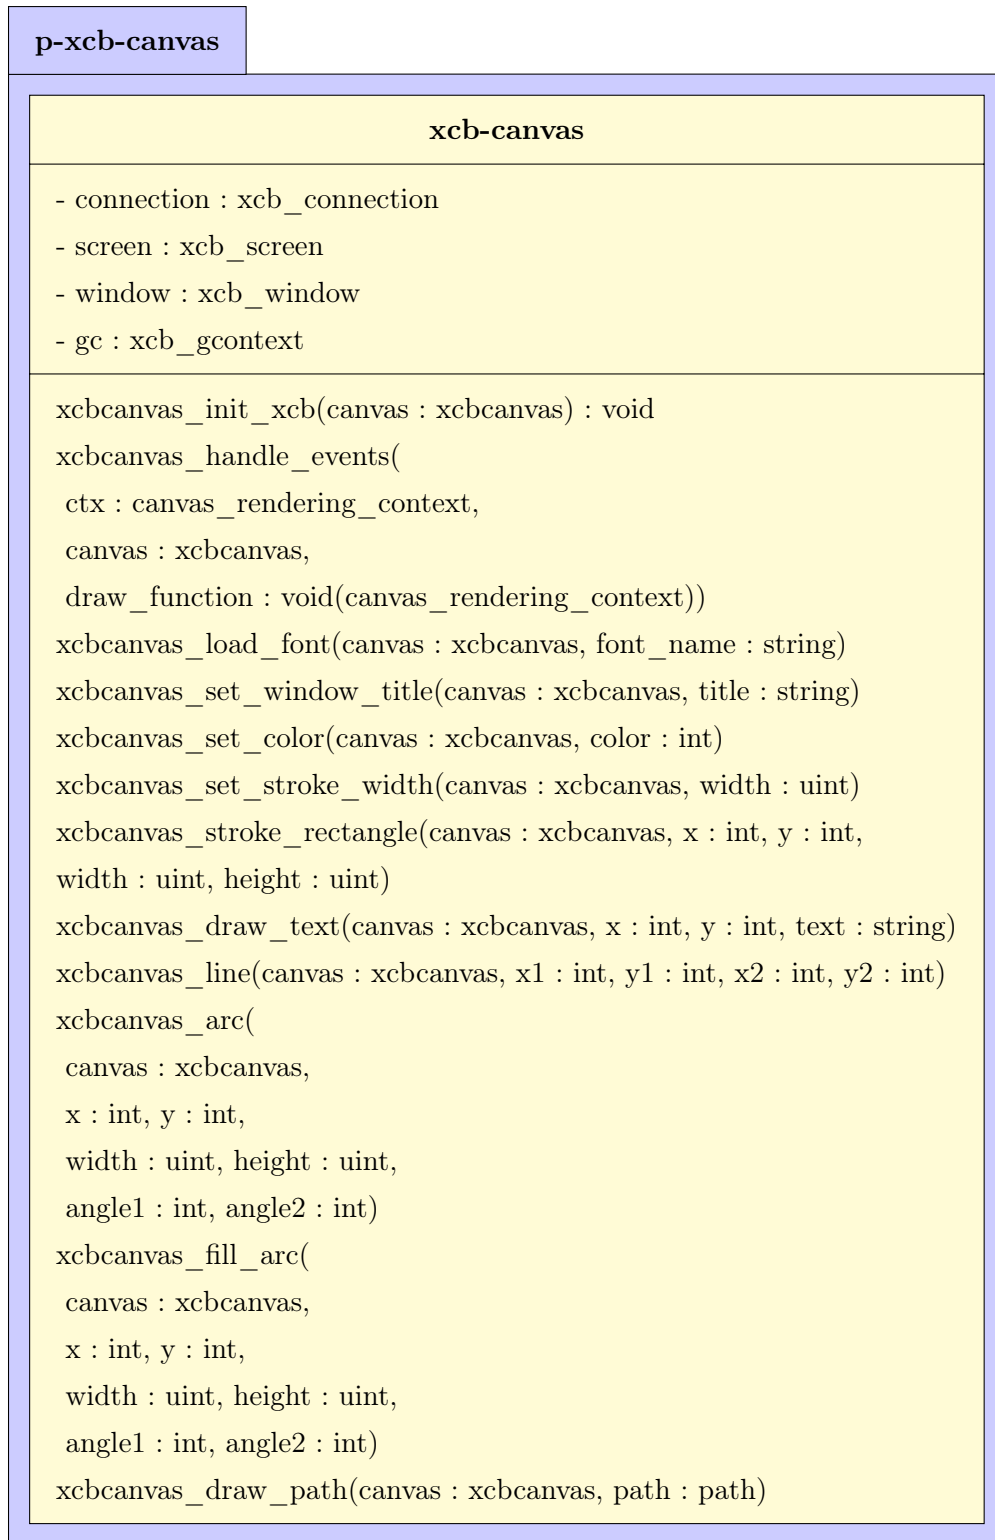 p-xcb-canvas
xcb-canvas
- connection : xcb_connection
- screen : xcb_screen
- window : xcb_window
- gc : xcb_gcontext
xcbcanvas_init_xcb(canvas : xcbcanvas) : void
xcbcanvas_handle_events(
ctx : canvas_rendering_context,
canvas : xcbcanvas,
draw_function : void(canvas_rendering_context))
xcbcanvas_load_font(canvas : xcbcanvas, font_name : string)
xcbcanvas_set_window_title(canvas : xcbcanvas, title : string)
xcbcanvas_set_color(canvas : xcbcanvas, color : int)
xcbcanvas_set_stroke_width(canvas : xcbcanvas, width : uint)
xcbcanvas_stroke_rectangle(canvas : xcbcanvas, x : int, y : int,
width : uint, height : uint)
xcbcanvas_draw_text(canvas : xcbcanvas, x : int, y : int, text : string)
xcbcanvas_line(canvas : xcbcanvas, x1 : int, y1 : int, x2 : int, y2 : int)
xcbcanvas_arc(
canvas : xcbcanvas,
x : int, y : int,
width : uint, height : uint,
angle1 : int, angle2 : int)
xcbcanvas_fill_arc(
canvas : xcbcanvas,
x : int, y : int,
width : uint, height : uint,
angle1 : int, angle2 : int)
xcbcanvas_draw_path(canvas : xcbcanvas, path : path)